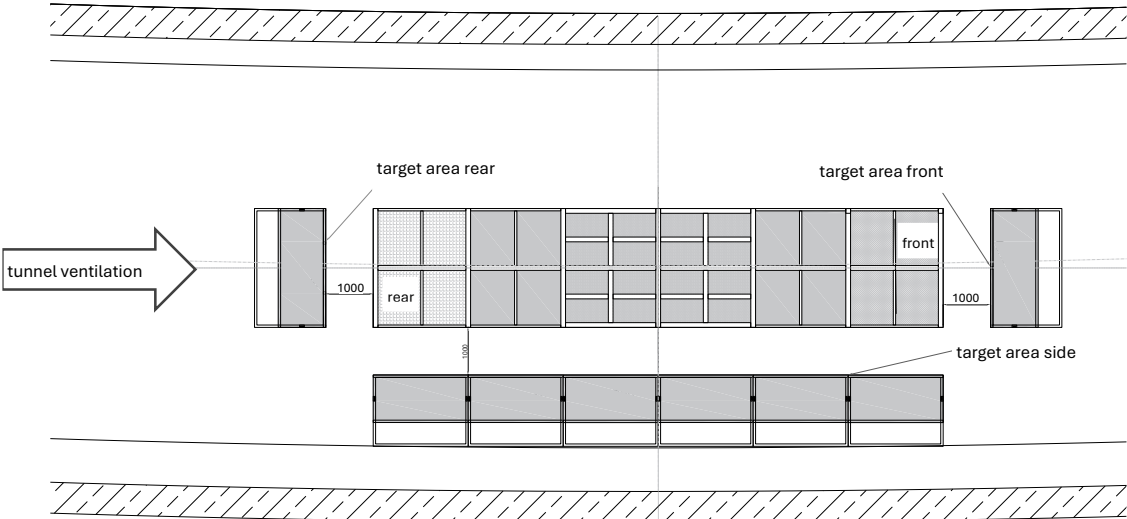 target area rear
target area front
tunnel ventilation
front
rear
1000
1000
1000
target area side